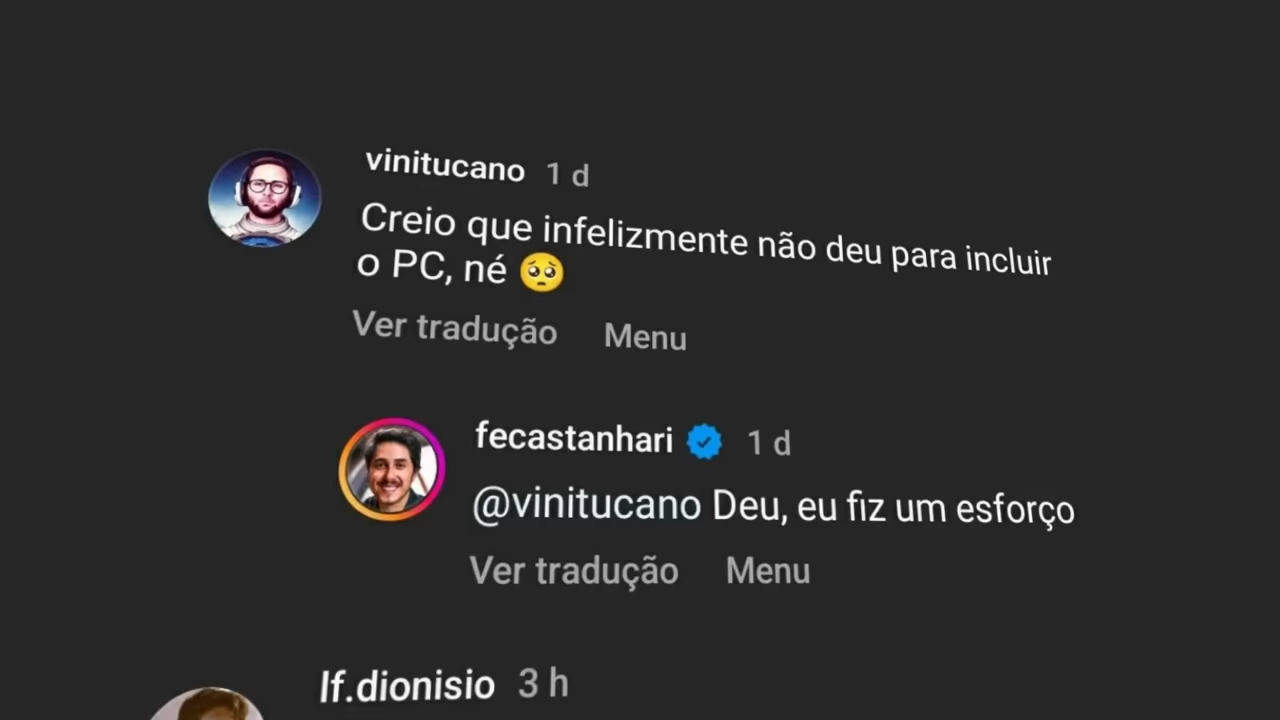 vinitucano 1 d
Creio que infelizmente não deu para incluir
o PC, né 🥺
Ver tradução Menu
fecastanhari 1 d
@vinitucano Deu, eu fiz um esforço
Ver tradução Menu
lf.dionisio 3 h